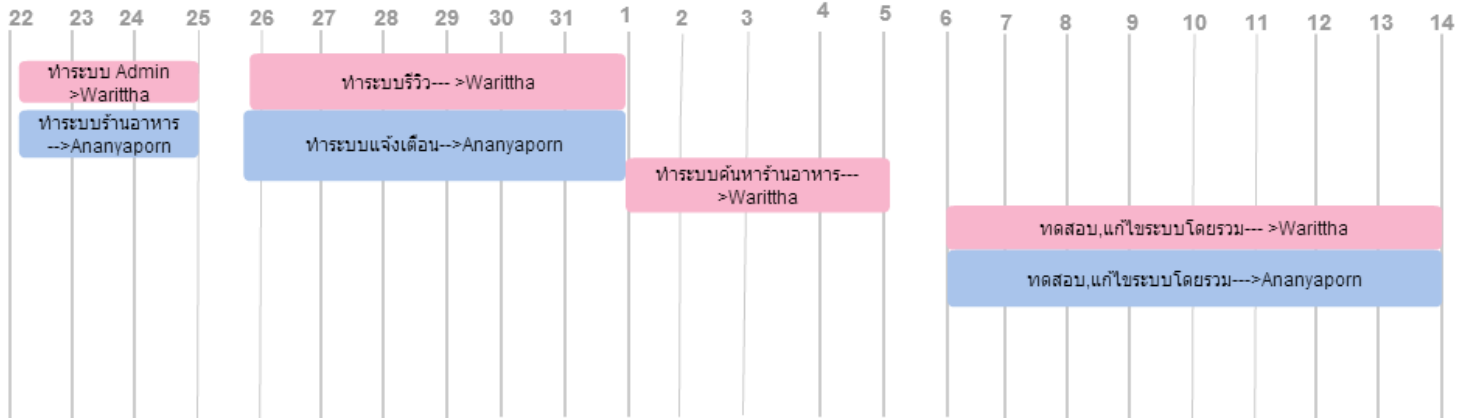 22 23 24 25 26 27 28 29 30 31 1 2 3 4 5 6 7 8 9 10 11 12 13 14
ทำระบบ Admin
>Warittha
ทำระบบร้านอาหาร
-->Ananyaporn
ทำระบบรีวิว--- >Warittha
ทำระบบแจ้งเตือน-->Ananyaporn
ทำระบบค้นหาร้านอาหาร---
>Warittha
ทดสอบ,แก้ไขระบบโดยรวม--- >Warittha
ทดสอบ,แก้ไขระบบโดยรวม--->Ananyaporn